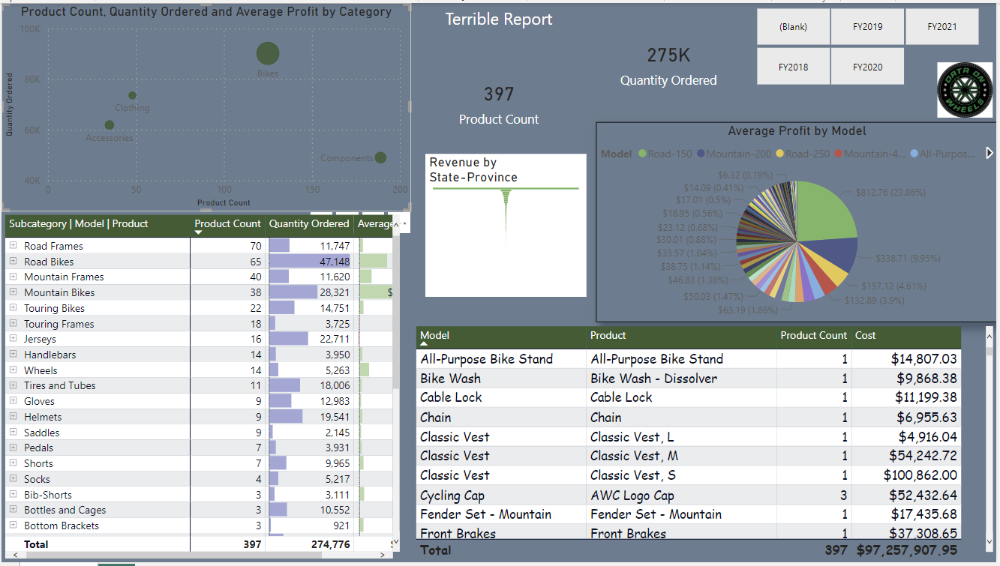 Product Count, Quantity Ordered and Average Profit by Category
100K
80K
60K
40K
Quantity Ordered
Bikes
Clothing
Accessories
Components
0 50 100 150 200
Product Count
Terrible Report
397
Product Count
275K
Quantity Ordered
(Blank) FY2019 FY2021
FY2018 FY2020
DATA ON
WHEELS
Revenue by
State-Province
Average Profit by Model
Model Road-150 Mountain-200 Road-250 Mountain-4... All-Purpos...
$6.32 (0.19%)
$14.09 (0.41%)
$17.01 (0.5%)
$18.95 (0.56%)
$23.12 (0.68%)
$30.01 (0.88%)
$35.57 (1.04%)
$38.75 (1.14%)
$46.83 (1.38%)
$50.03 (1.47%)
$63.19 (1.86%)
$812.76 (23.86%)
$338.71 (9.95%)
$157.12 (4.61%)
$132.89 (3.9%)
Subcategory | Model | Product Product Count Quantity Ordered Average
Road Frames 70 11,747
Road Bikes 65 47,148
Mountain Frames 40 11,620
Mountain Bikes 38 28,321 $
Touring Bikes 22 14,751
Touring Frames 18 3,725
Jerseys 16 22,711
Handlebars 14 3,950
Wheels 14 5,263
Tires and Tubes 11 18,006
Gloves 9 12,983
Helmets 9 19,541
Saddles 9 2,145
Pedals 7 3,931
Shorts 7 9,965
Socks 4 5,217
Bib-Shorts 3 3,111
Bottles and Cages 3 10,552
Bottom Brackets 3 921
Total 397 274,776
Model Product Product Count Cost
All-Purpose Bike Stand All-Purpose Bike Stand 1 $14,807.03
Bike Wash Bike Wash - Dissolver 1 $9,868.38
Cable Lock Cable Lock 1 $11,199.38
Chain Chain 1 $6,955.63
Classic Vest Classic Vest, L 1 $4,916.04
Classic Vest Classic Vest, M 1 $54,242.72
Classic Vest Classic Vest, S 1 $100,862.00
Cycling Cap AWC Logo Cap 3 $52,432.64
Fender Set - Mountain Fender Set - Mountain 1 $17,435.68
Front Brakes Front Brakes 1 $37,308.65
Total 397 $97,257,907.95